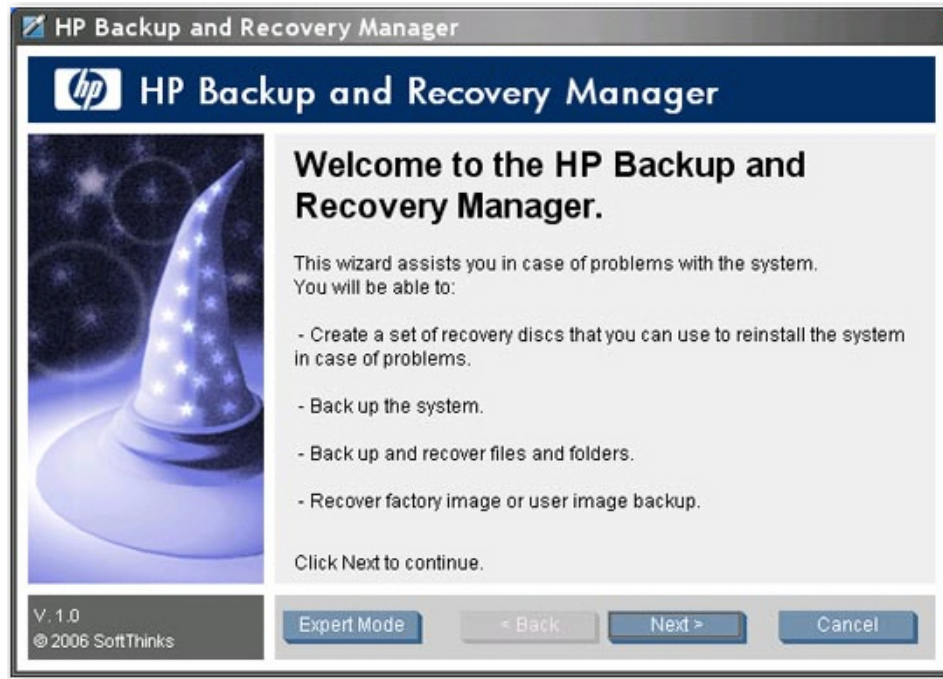 HP Backup and Recovery Manager
hp HP Backup and Recovery Manager
Welcome to the HP Backup and
Recovery Manager.
This wizard assists you in case of problems with the system.
You will be able to:
- Create a set of recovery discs that you can use to reinstall the system
in case of problems.
- Back up the system.
- Back up and recover files and folders.
- Recover factory image or user image backup.
Click Next to continue.
V. 1.0
© 2006 SoftThinks
Expert Mode < Back Next > Cancel